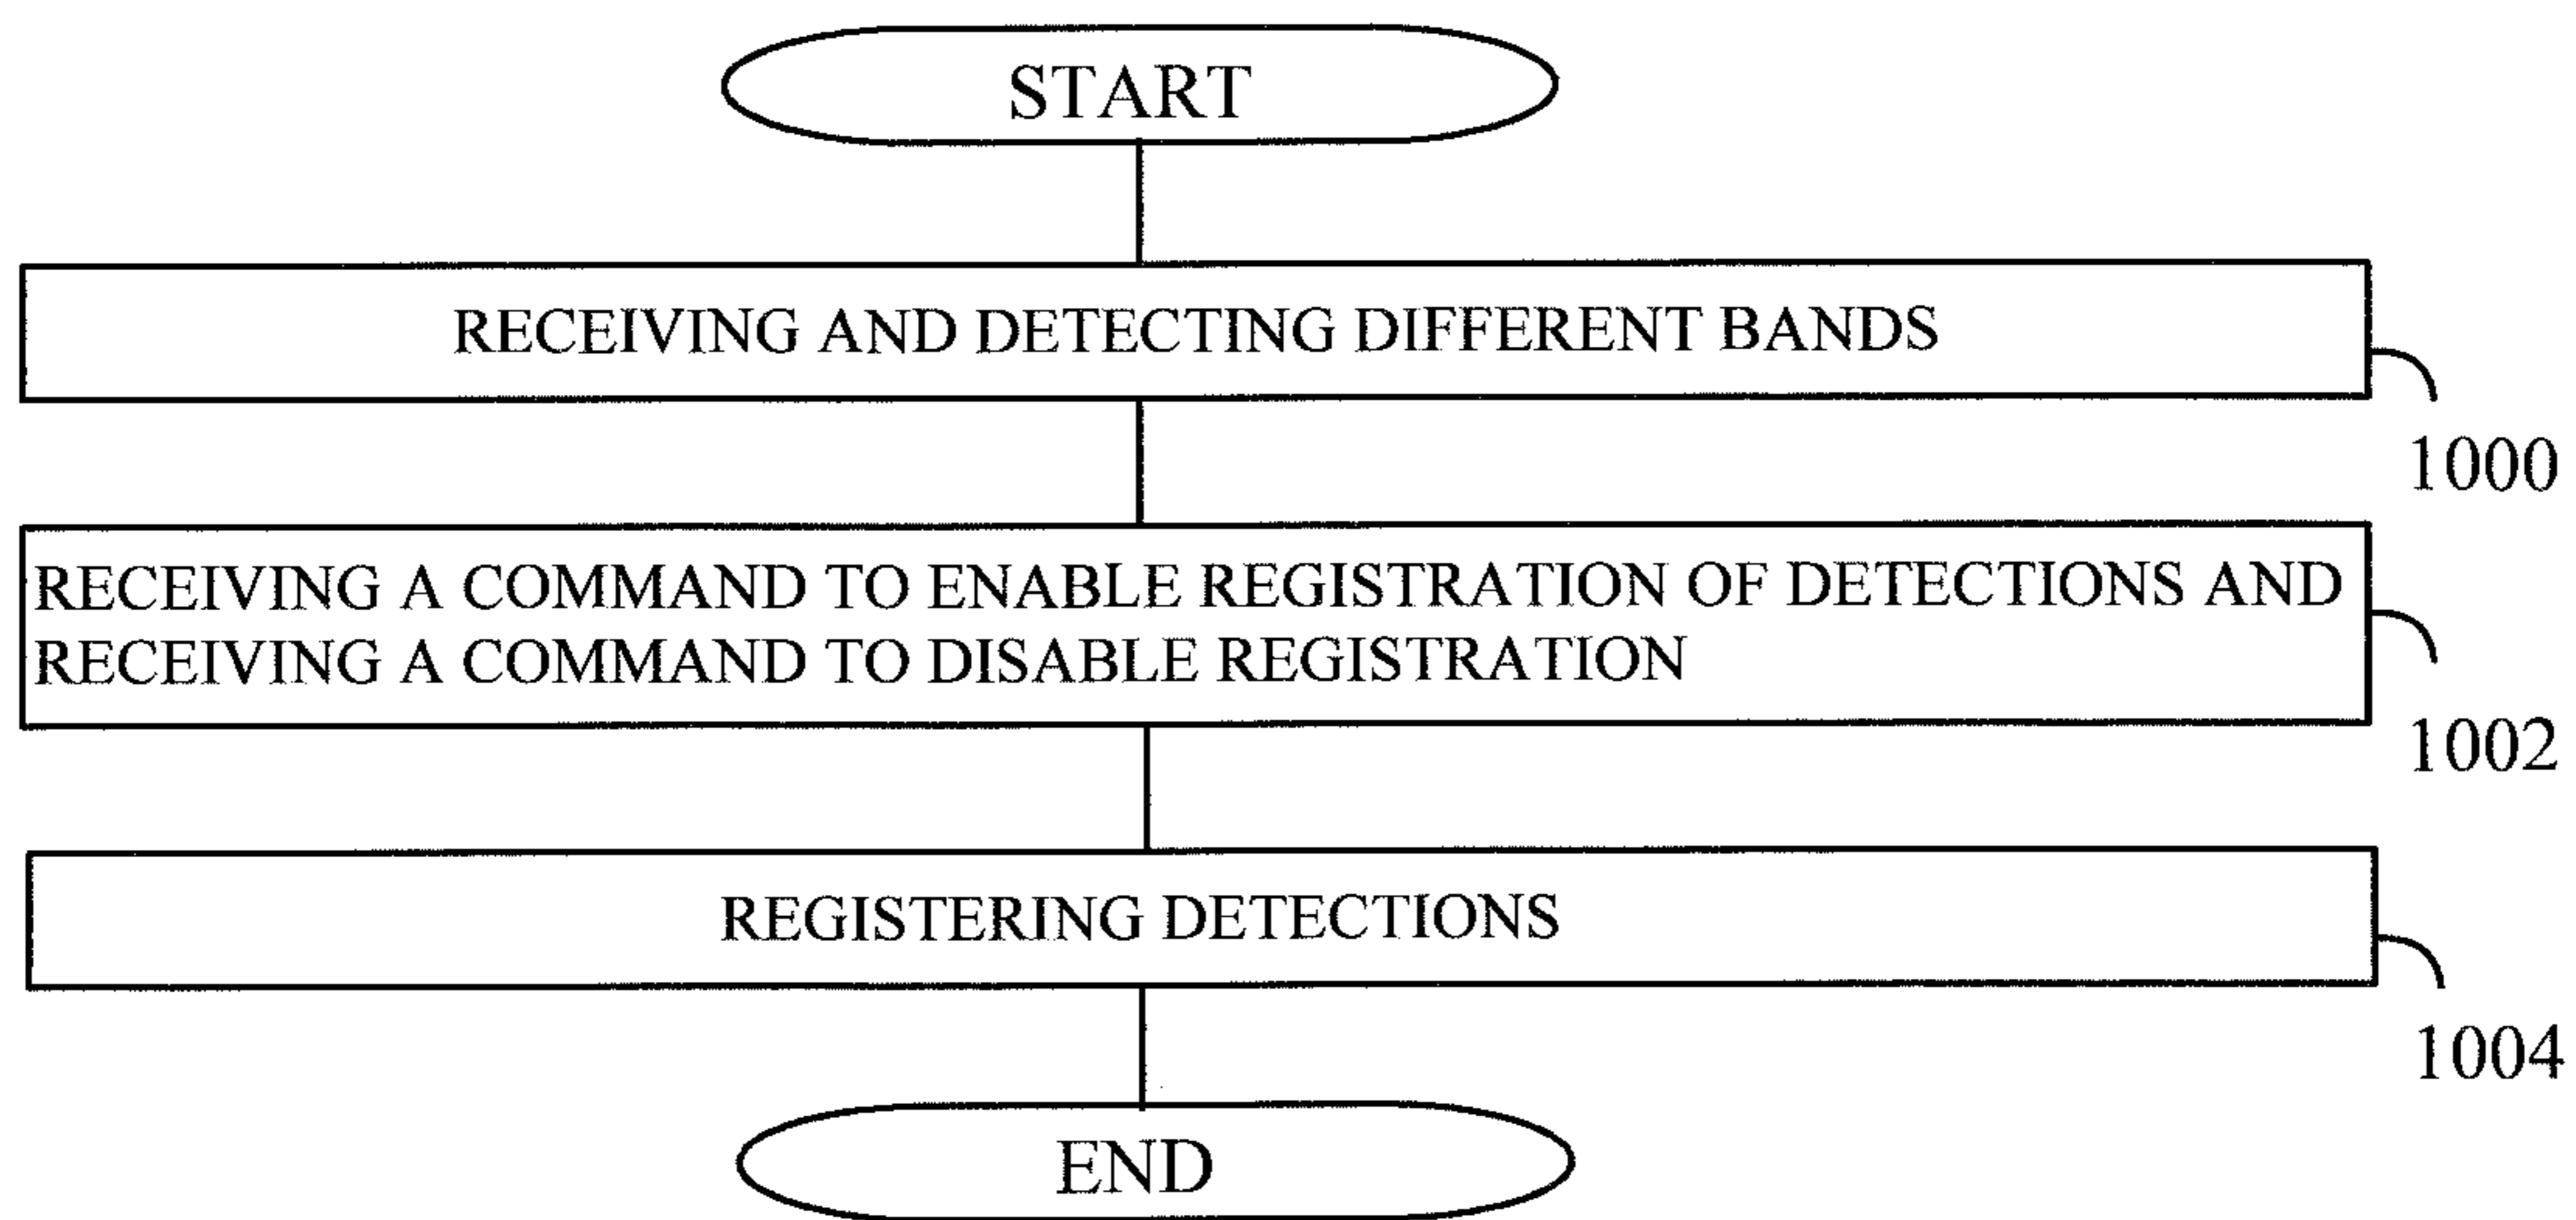 START
RECEIVING AND DETECTING DIFFERENT BANDS
1000
RECEIVING A COMMAND TO ENABLE REGISTRATION OF DETECTIONS AND
RECEIVING A COMMAND TO DISABLE REGISTRATION
1002
REGISTERING DETECTIONS
1004
END